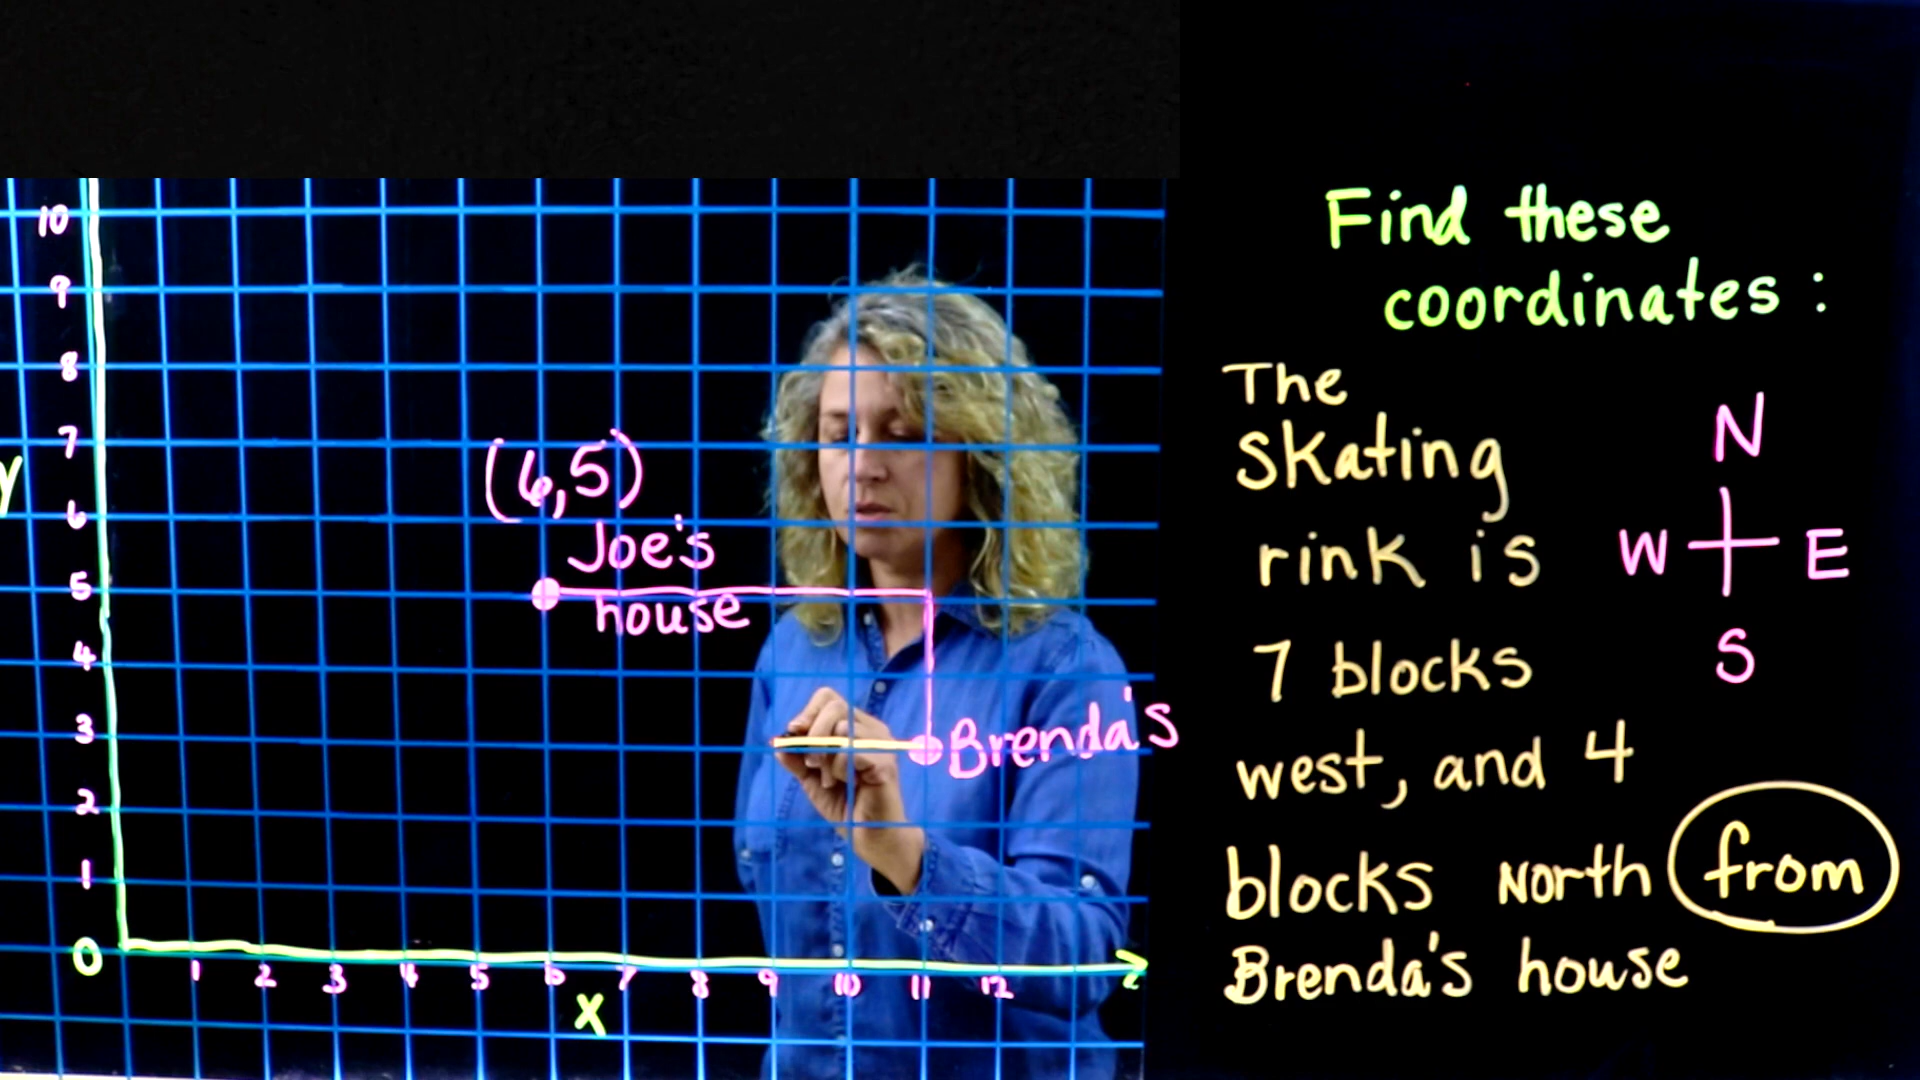 Find these
coordinates:
The
Skating
rink is
7 blocks
west, and 4
blocks North from
Brenda's house
N
W E
S
(6,5)
Joe's
house
Brenda's
y
10
9
8
7
6
5
4
3
2
1
0
1 2 3 4 5 6 7 8 9 10 11 12
x